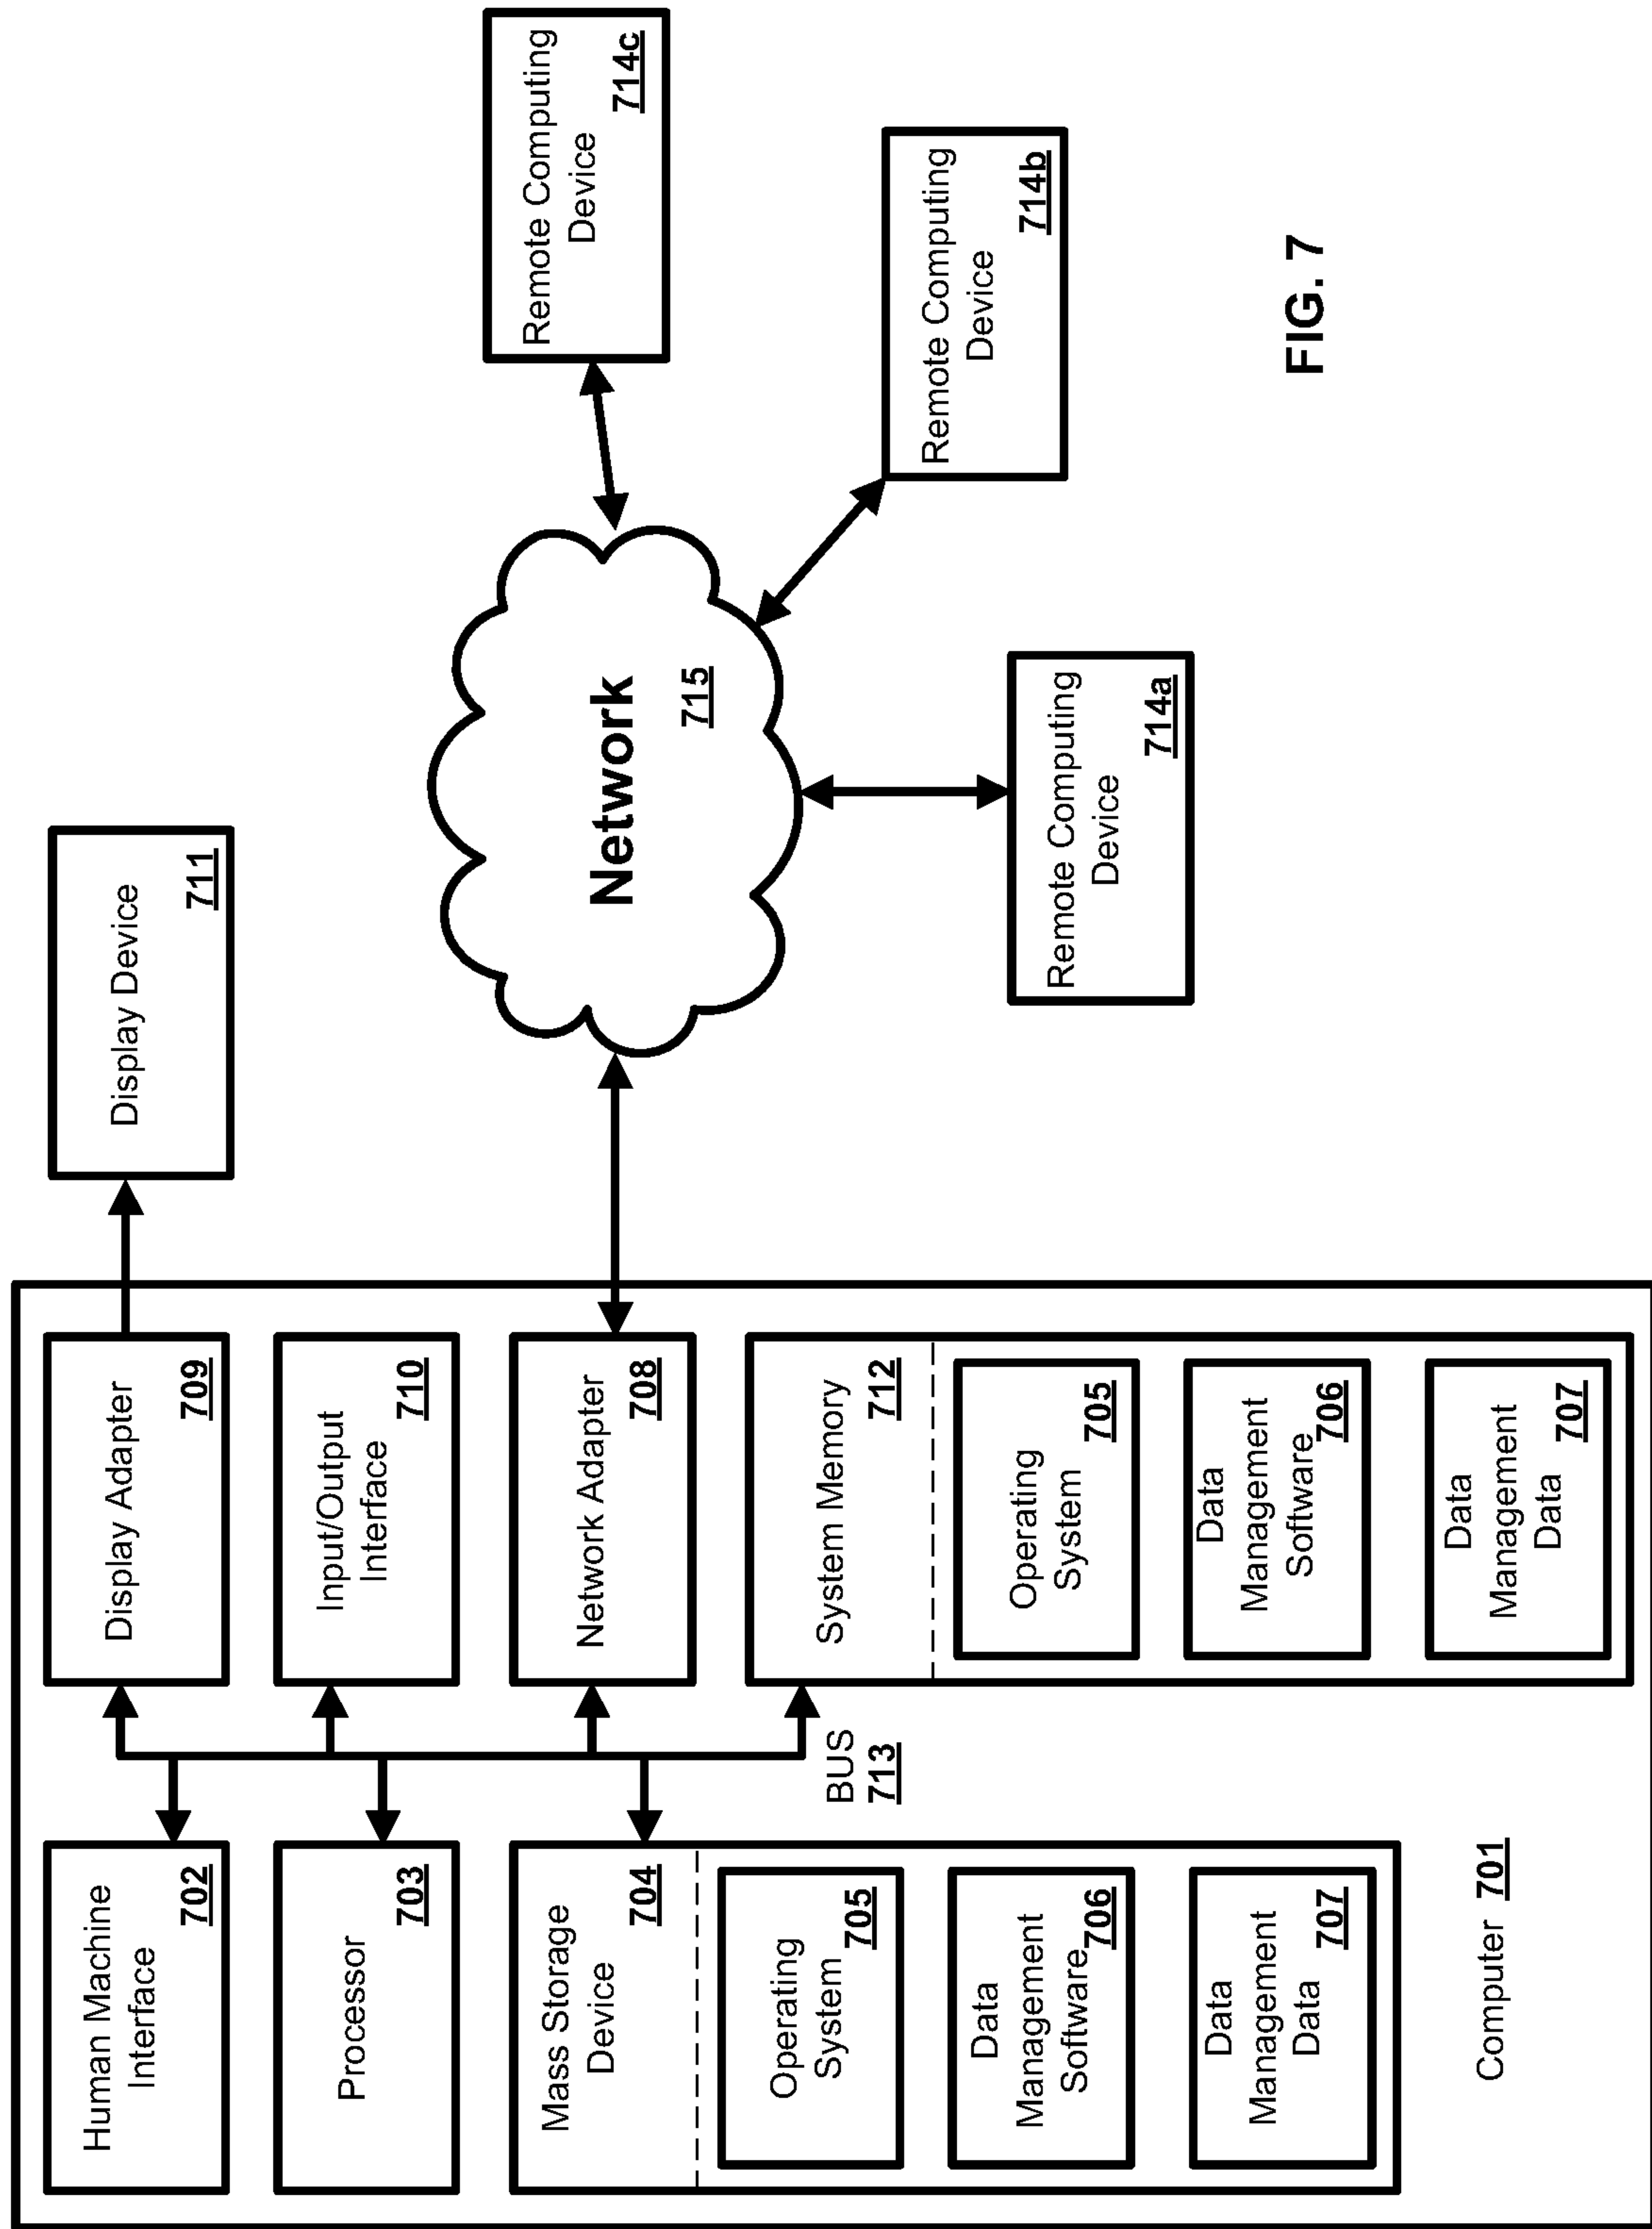 Human Machine
Interface
702
Processor
703
Mass Storage
Device
704
Operating
System
705
Data
Management
Software
706
Data
Management
Data
707
Computer 701
BUS
713
Display Adapter
709
Input/Output
Interface
710
Network Adapter
708
System Memory
712
Operating
System
705
Data
Management
Software
706
Data
Management
Data
707
Display Device
711
Network
715
Remote Computing
Device
714a
Remote Computing
Device
714b
Remote Computing
Device
714c
FIG. 7